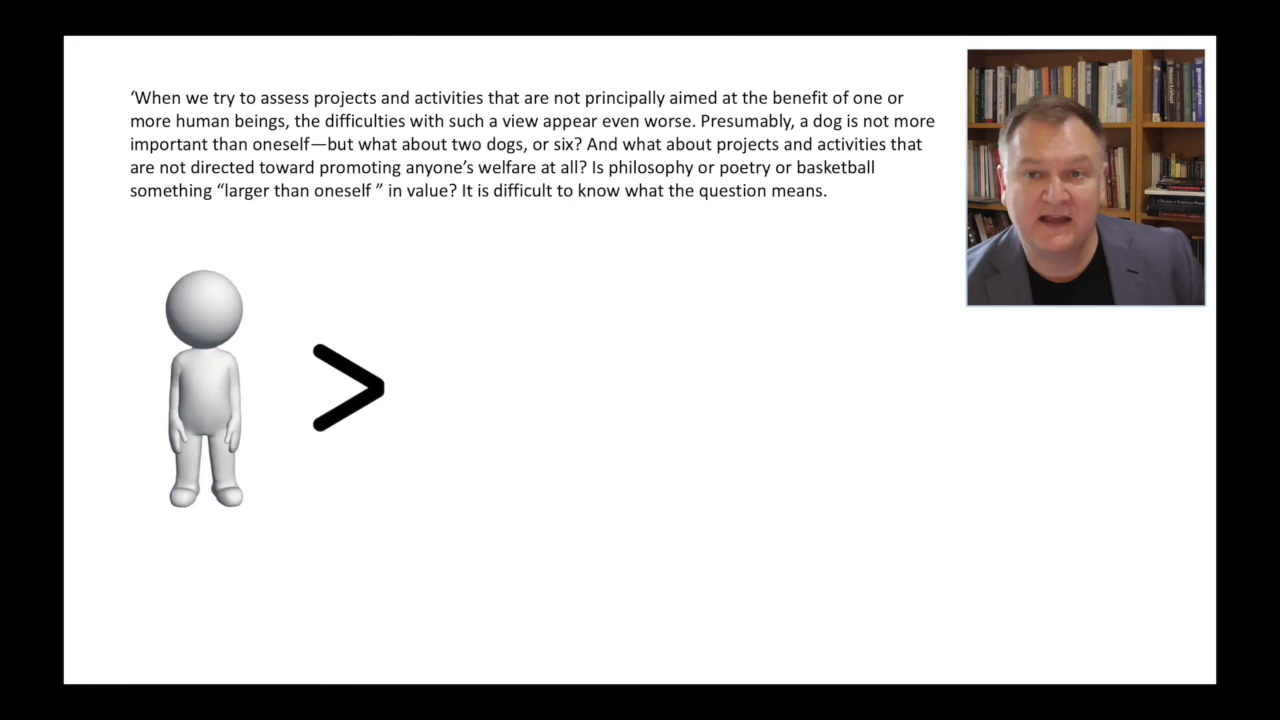 ‘When we try to assess projects and activities that are not principally aimed at the benefit of one or
more human beings, the difficulties with such a view appear even worse. Presumably, a dog is not more
important than oneself—but what about two dogs, or six? And what about projects and activities that
are not directed toward promoting anyone’s welfare at all? Is philosophy or poetry or basketball
something “larger than oneself ” in value? It is difficult to know what the question means.
>